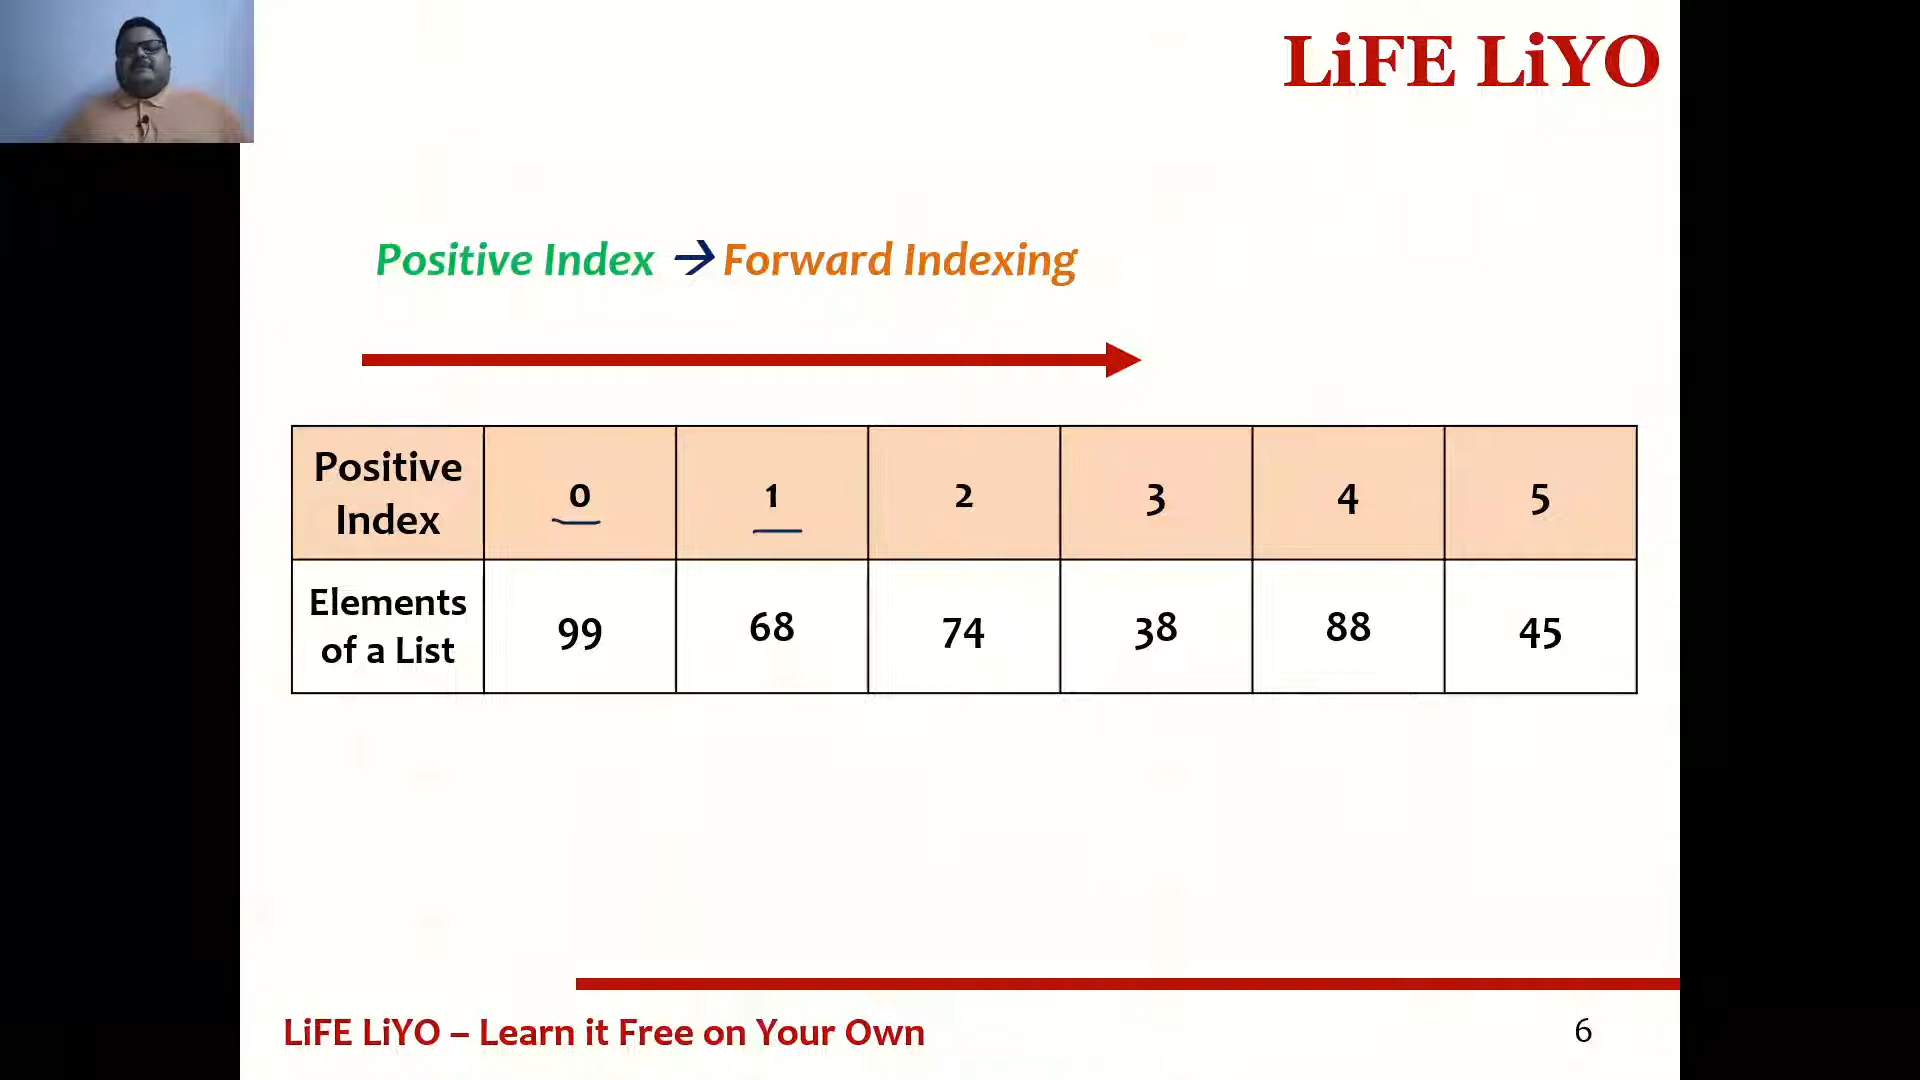 LiFE LiYO
Positive Index → Forward Indexing
Positive Index 0 1 2 3 4 5
Elements of a List 99 68 74 38 88 45
LiFE LiYO – Learn it Free on Your Own
6